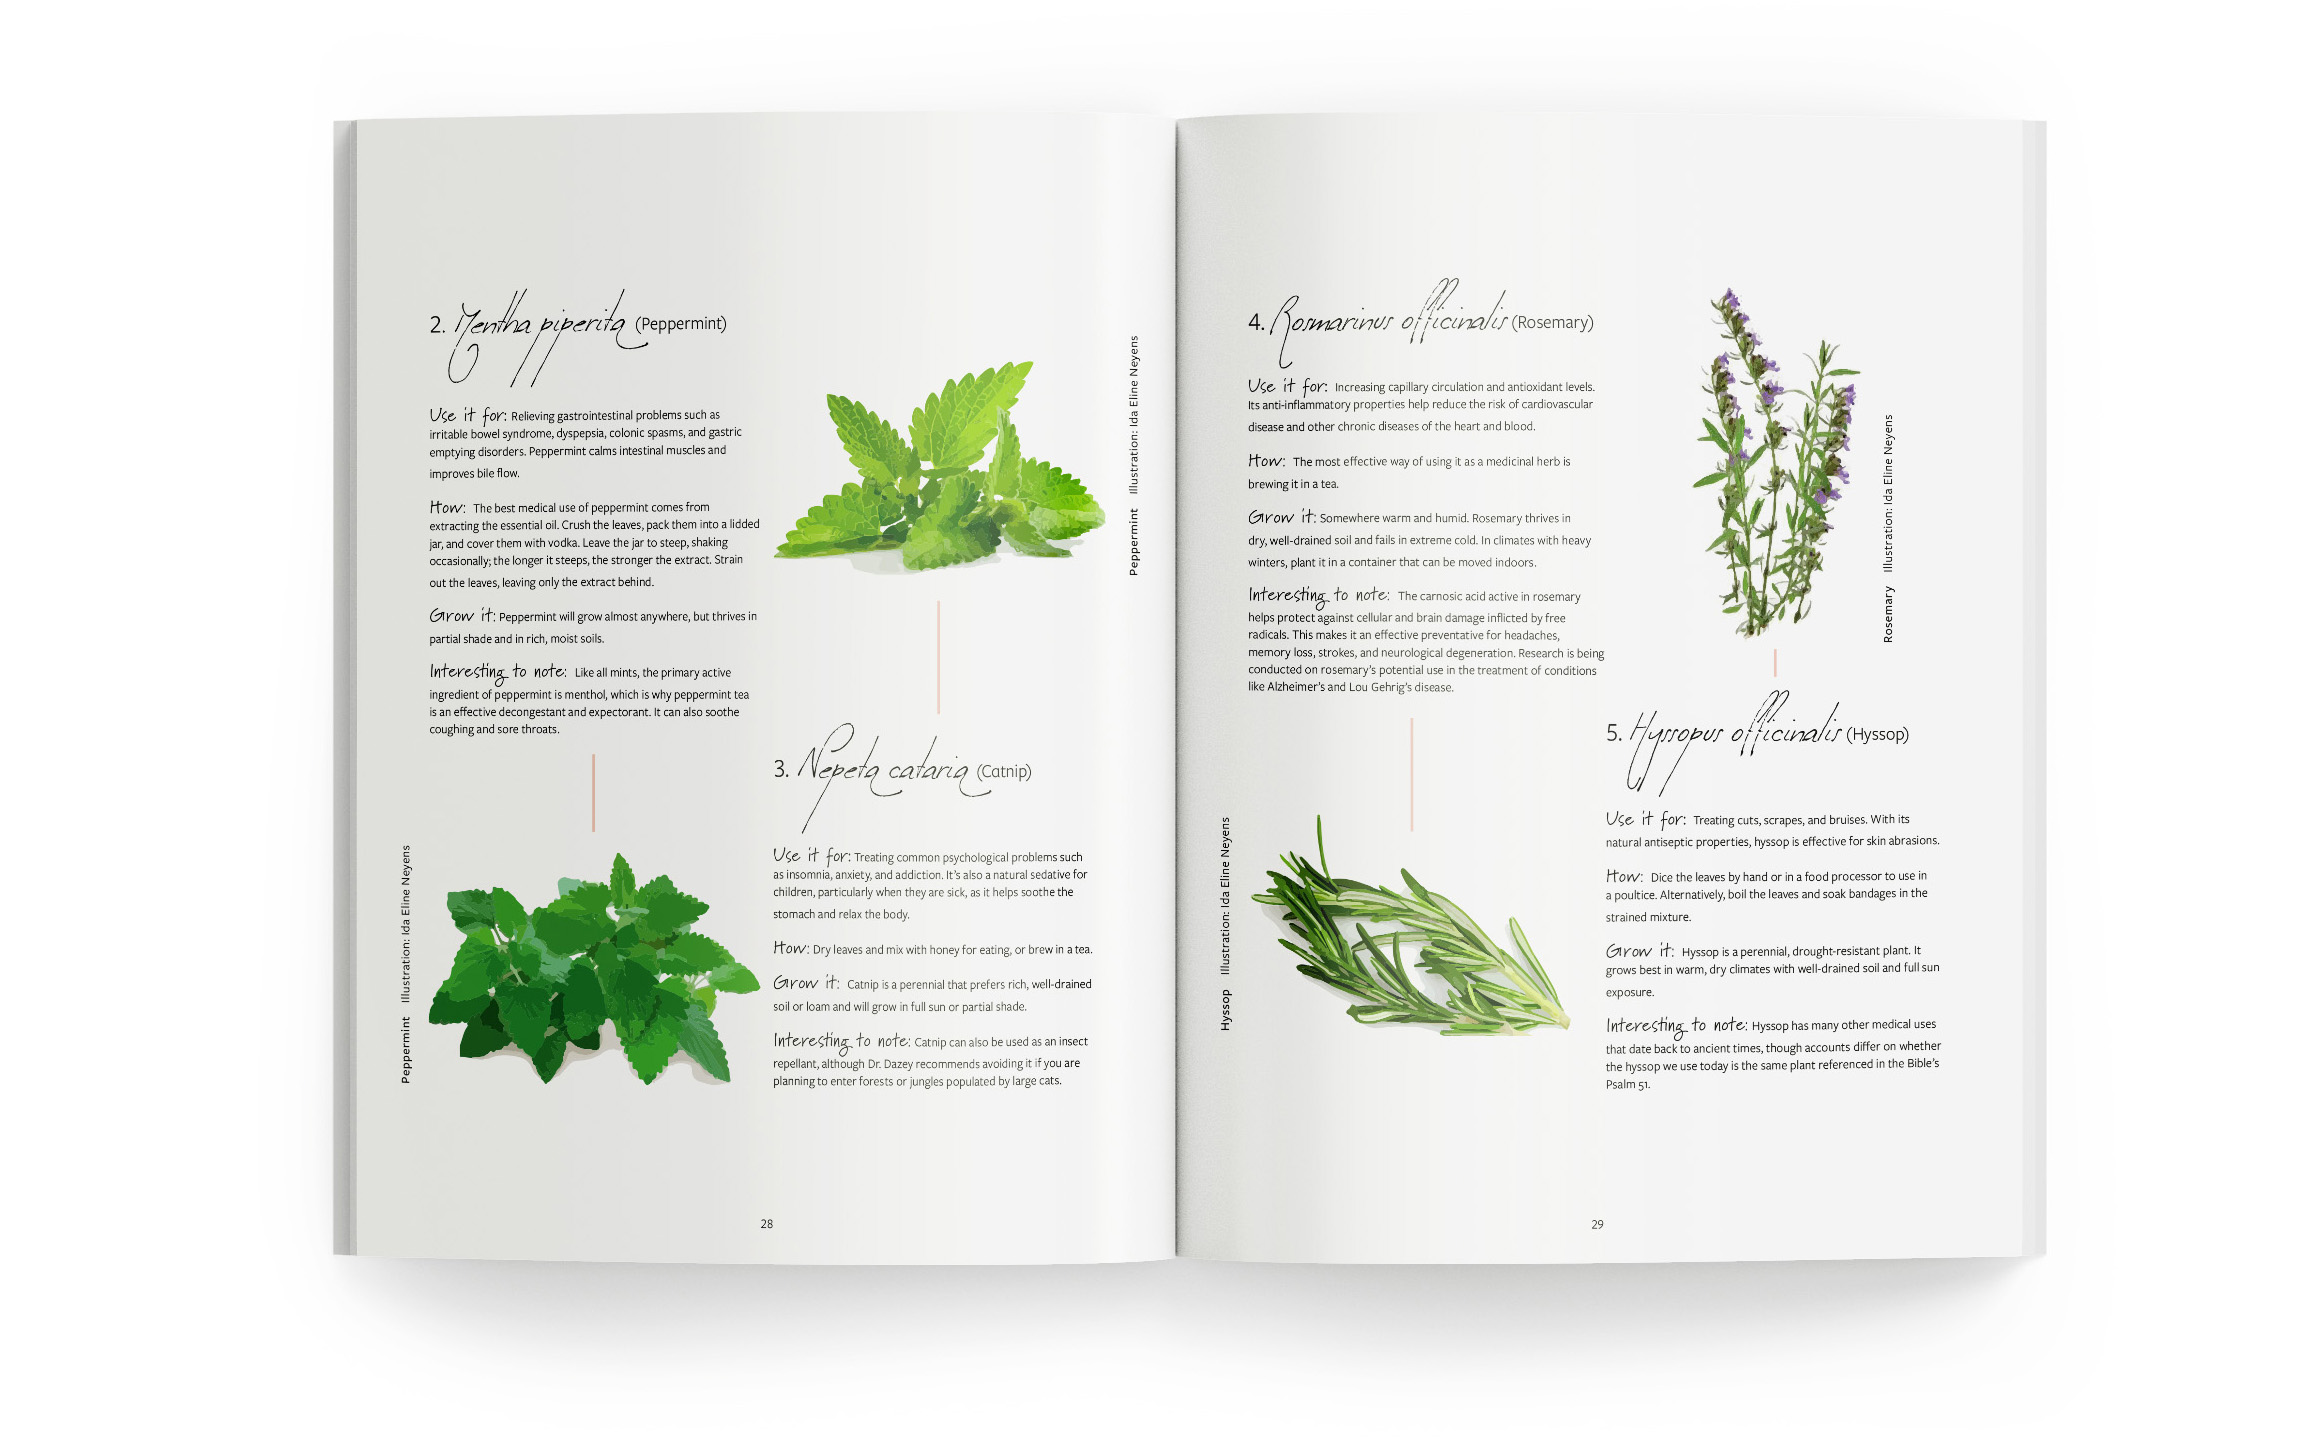 2. Mentha piperita (Peppermint)
Use it for: Relieving gastrointestinal problems such as
irritable bowel syndrome, dyspepsia, colonic spasms, and gastric
emptying disorders. Peppermint calms intestinal muscles and
improves bile flow.
How: The best medical use of peppermint comes from
extracting the essential oil. Crush the leaves, pack them into a lidded
jar, and cover them with vodka. Leave the jar to steep, shaking
occasionally; the longer it steeps, the stronger the extract. Strain
out the leaves, leaving only the extract behind.
Grow it: Peppermint will grow almost anywhere, but thrives in
partial shade and in rich, moist soils.
Interesting to note: Like all mints, the primary active
ingredient of peppermint is menthol, which is why peppermint tea
is an effective decongestant and expectorant. It can also soothe
coughing and sore throats.
Peppermint Illustration: Ida Eline Neyens
Peppermint Illustration: Ida Eline Neyens
3. Nepeta cataria (Catnip)
Use it for: Treating common psychological problems such
as insomnia, anxiety, and addiction. It's also a natural sedative for
children, particularly when they are sick, as it helps soothe the
stomach and relax the body.
How: Dry leaves and mix with honey for eating, or brew in a tea.
Grow it: Catnip is a perennial that prefers rich, well-drained
soil or loam and will grow in full sun or partial shade.
Interesting to note: Catnip can also be used as an insect
repellant, although Dr. Dazey recommends avoiding it if you are
planning to enter forests or jungles populated by large cats.
28
4. Rosmarinus officinalis (Rosemary)
Use it for: Increasing capillary circulation and antioxidant levels.
Its anti-inflammatory properties help reduce the risk of cardiovascular
disease and other chronic diseases of the heart and blood.
How: The most effective way of using it as a medicinal herb is
brewing it in a tea.
Grow it: Somewhere warm and humid. Rosemary thrives in
dry, well-drained soil and fails in extreme cold. In climates with heavy
winters, plant it in a container that can be moved indoors.
Interesting to note: The carnosic acid active in rosemary
helps protect against cellular and brain damage inflicted by free
radicals. This makes it an effective preventative for headaches,
memory loss, strokes, and neurological degeneration. Research is being
conducted on rosemary's potential use in the treatment of conditions
like Alzheimer's and Lou Gehrig's disease.
Hyssop Illustration: Ida Eline Neyens
Rosemary Illustration: Ida Eline Neyens
5. Hyssopus officinalis (Hyssop)
Use it for: Treating cuts, scrapes, and bruises. With its
natural antiseptic properties, hyssop is effective for skin abrasions.
How: Dice the leaves by hand or in a food processor to use in
a poultice. Alternatively, boil the leaves and soak bandages in the
strained mixture.
Grow it: Hyssop is a perennial, drought-resistant plant. It
grows best in warm, dry climates with well-drained soil and full sun
exposure.
Interesting to note: Hyssop has many other medical uses
that date back to ancient times, though accounts differ on whether
the hyssop we use today is the same plant referenced in the Bible's
Psalm 51.
29